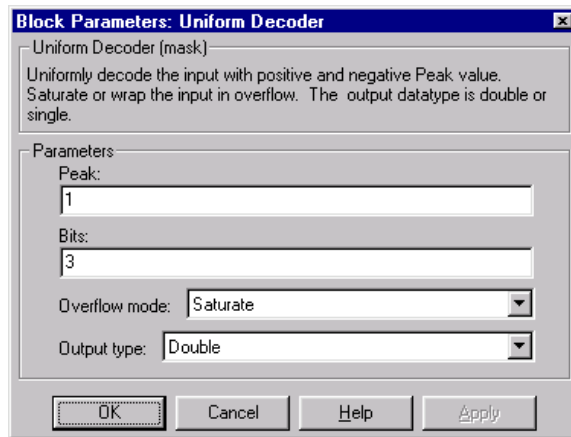 Block Parameters: Uniform Decoder
Uniform Decoder (mask)
Uniformly decode the input with positive and negative Peak value.
Saturate or wrap the input in overflow.  The  output datatype is double or
single.
Parameters
Peak:
1
Bits:
3
Overflow mode: Saturate
Output type: Double
OK Cancel Help Apply